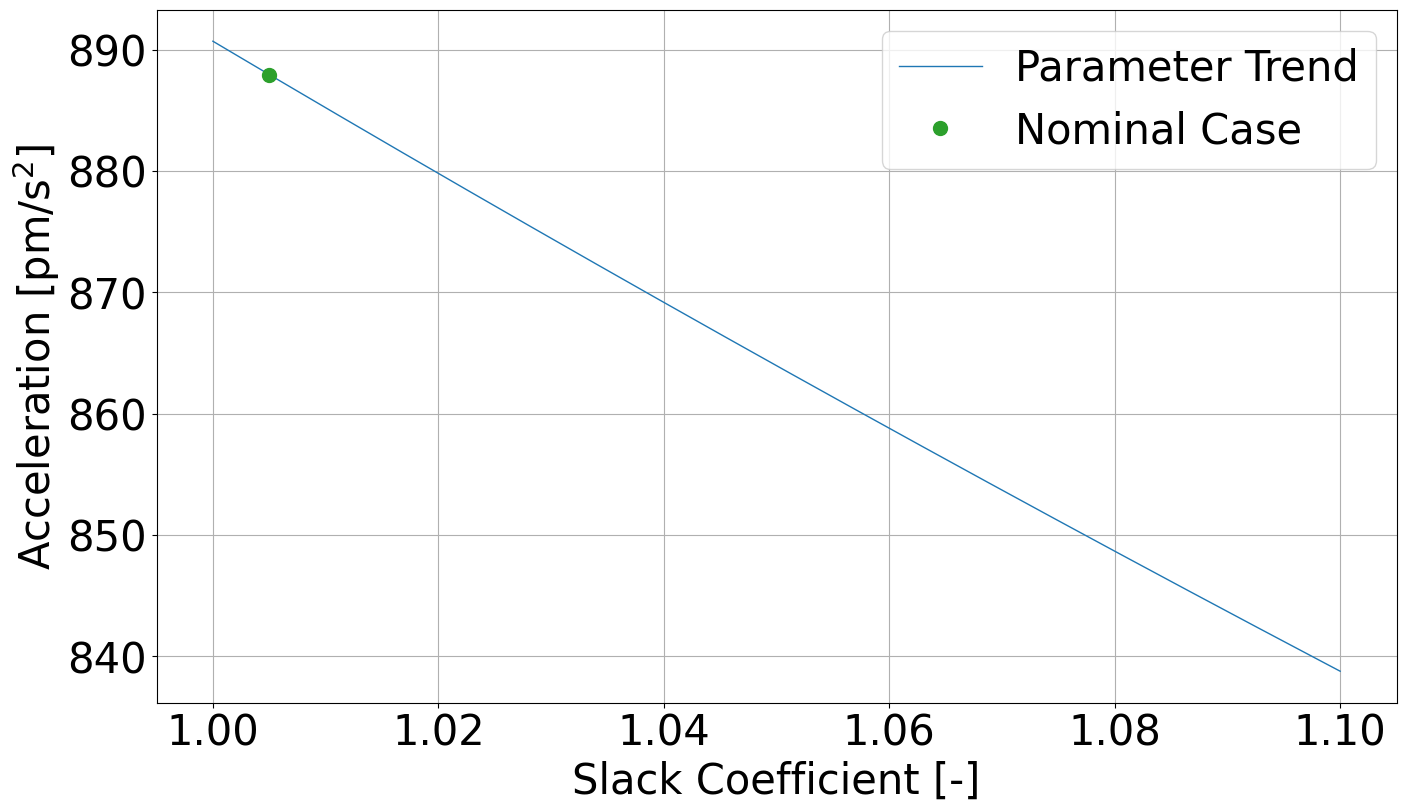 890
880
870
860
850
840
Acceleration [pm/s²]
Parameter Trend
Nominal Case
1.00 1.02 1.04 1.06 1.08 1.10
Slack Coefficient [-]